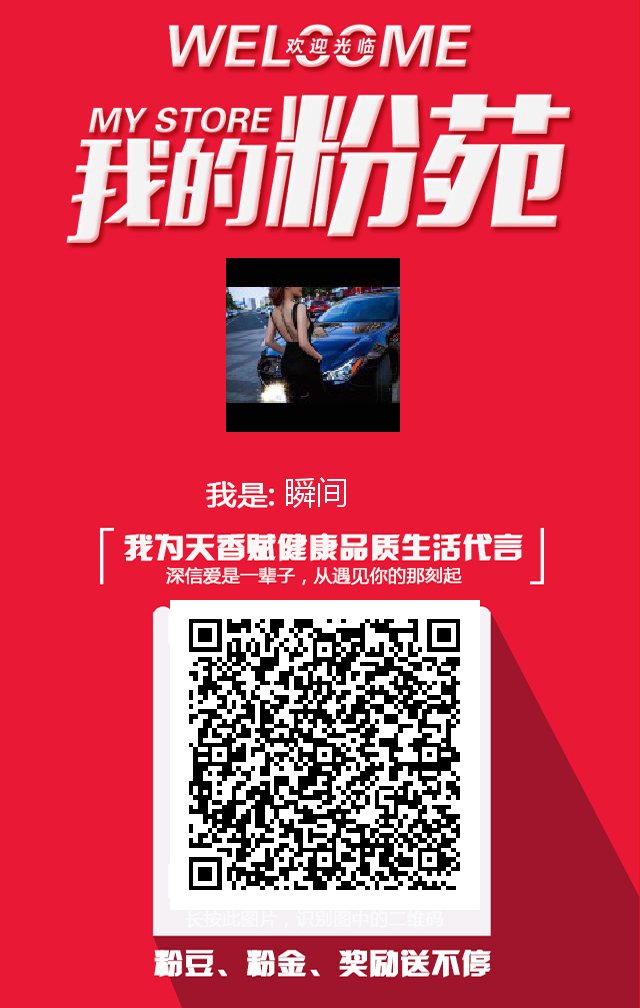 WELCOME
欢迎光临
MY STORE
我的粉苑
我是: 瞬间
我为天香赋健康品质生活代言
深信爱是一辈子，从遇见你的那刻起
长按此图片，识别图中的二维码
粉豆、粉金、奖励送不停